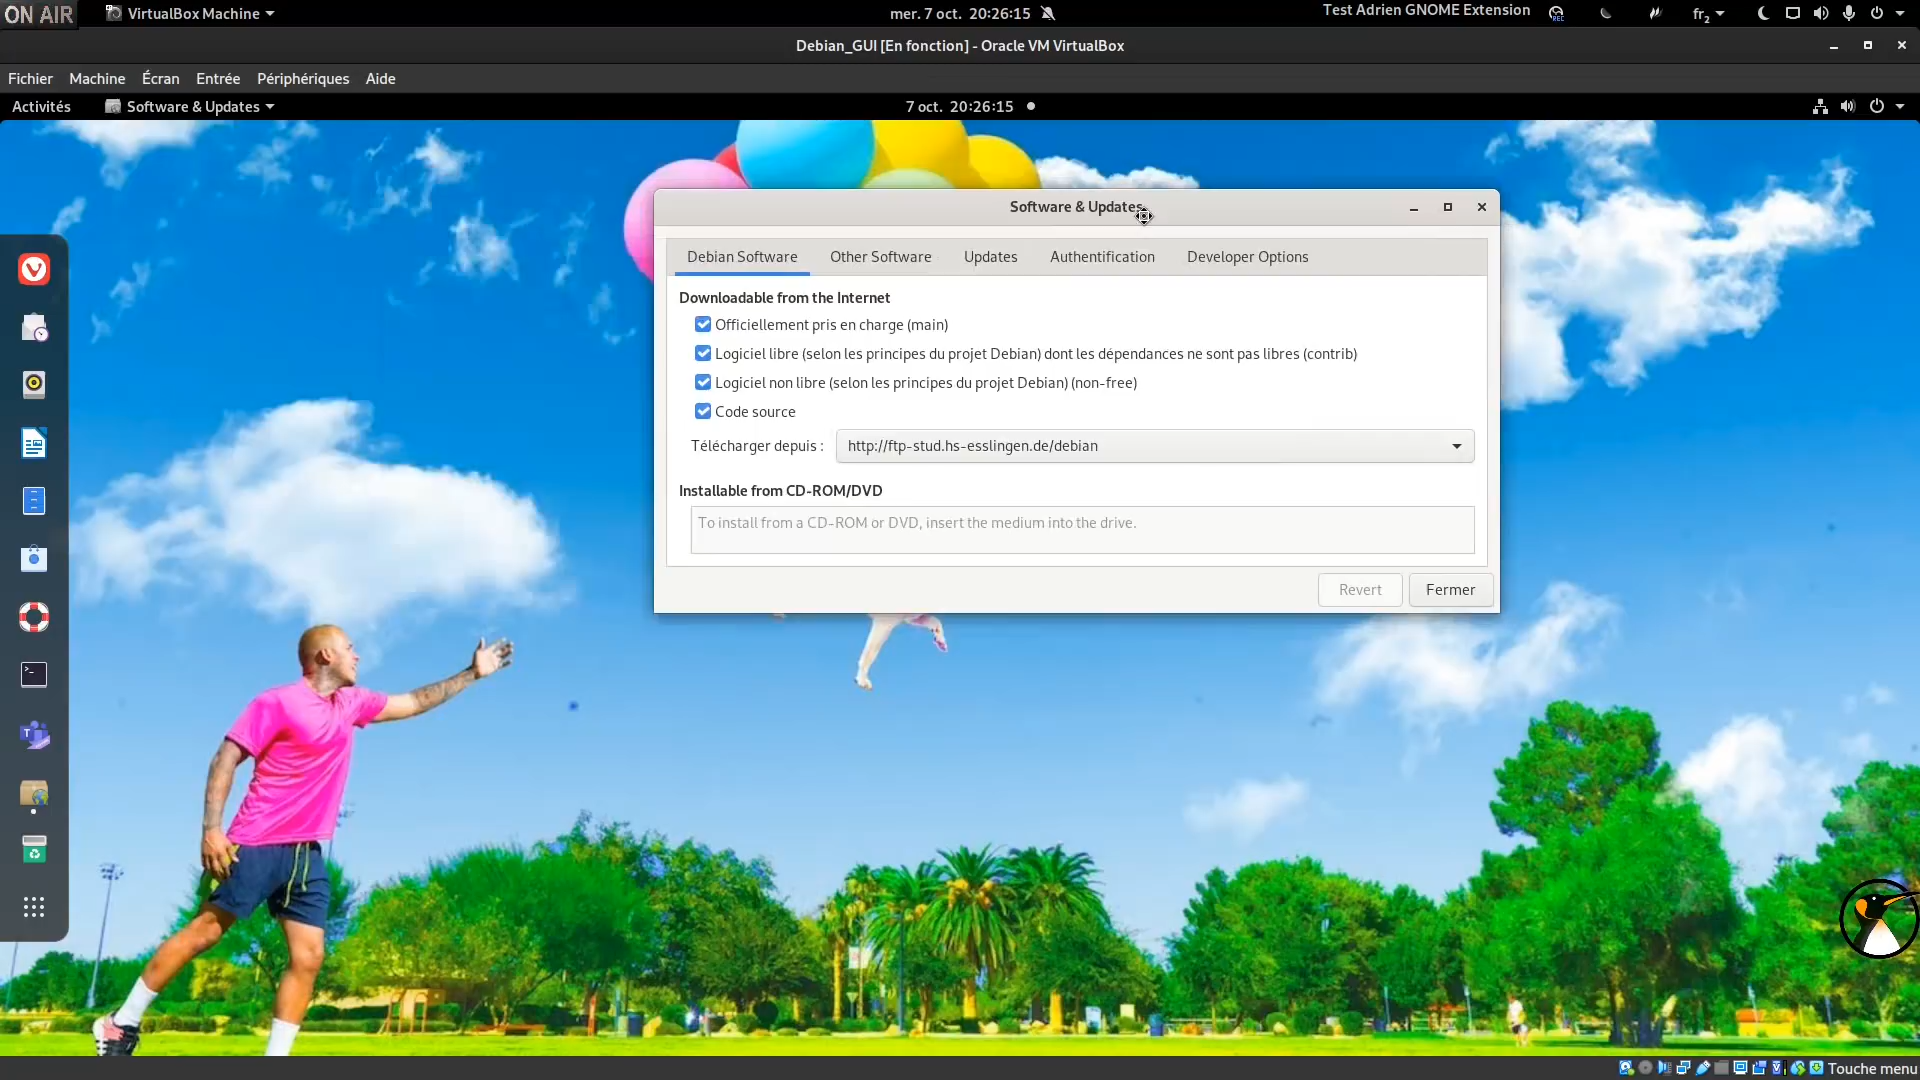 ON AIR
VirtualBox Machine
mer. 7 oct. 20:26:15
Test Adrien GNOME Extension
REC
fr₂
Debian_GUI [En fonction] - Oracle VM VirtualBox
Fichier Machine Écran Entrée Périphériques Aide
Activités
Software & Updates
7 oct. 20:26:15
Software & Updates
Debian Software
Other Software
Updates
Authentification
Developer Options
Downloadable from the Internet
Officiellement pris en charge (main)
Logiciel libre (selon les principes du projet Debian) dont les dépendances ne sont pas libres (contrib)
Logiciel non libre (selon les principes du projet Debian) (non-free)
Code source
Télécharger depuis :
http://ftp-stud.hs-esslingen.de/debian
Installable from CD-ROM/DVD
To install from a CD-ROM or DVD, insert the medium into the drive.
Revert
Fermer
Touche menu